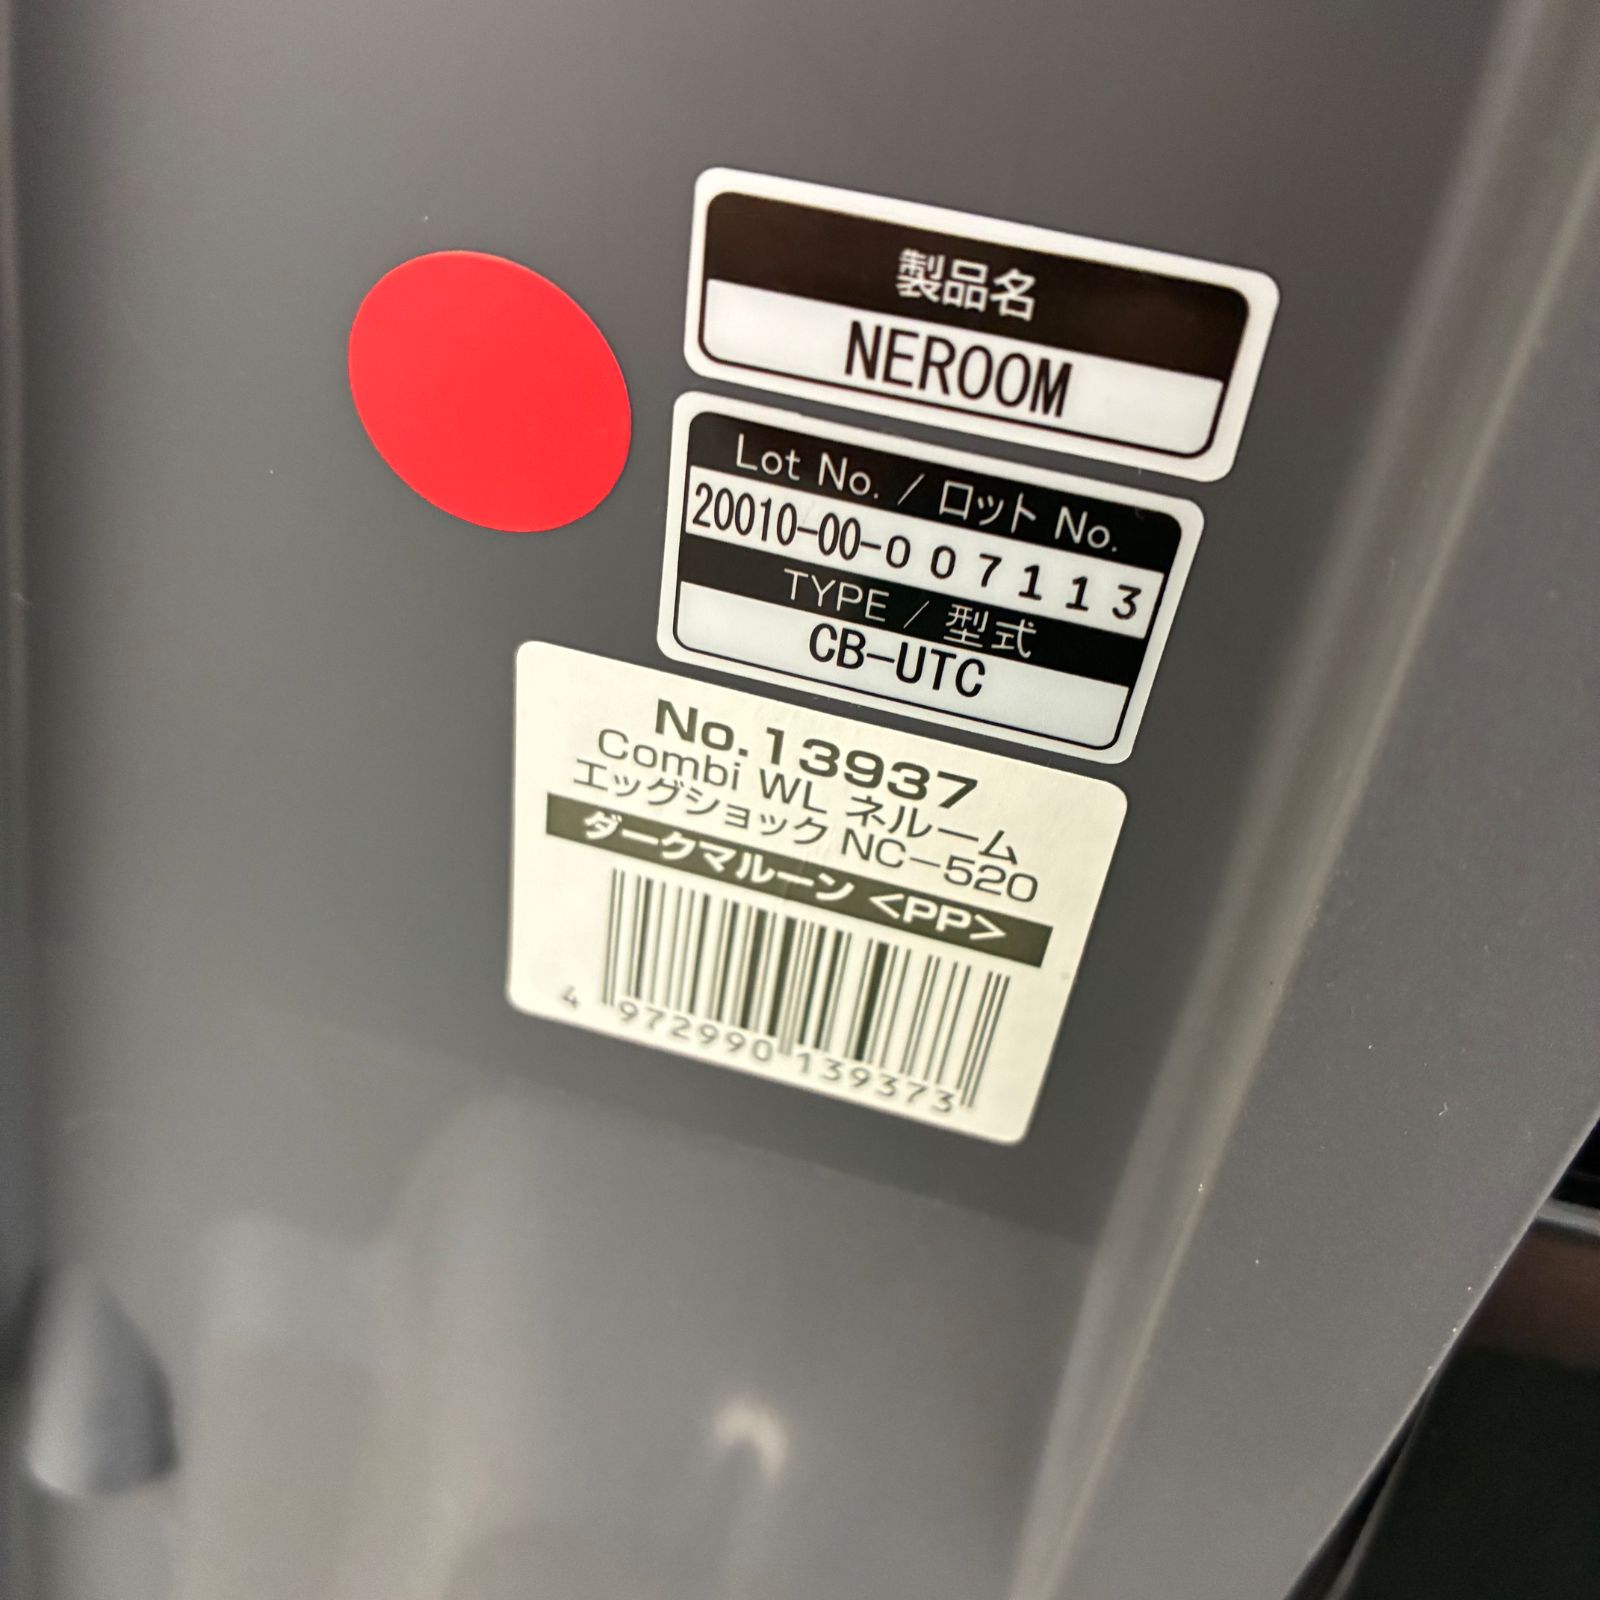 製品名
NEROOM
Lot No. / ロット No.
20010-00-007113
TYPE / 型式
CB-UTC
No.13937
Combi WL ネルーム
エッグショック NC-520
ダークマルーン <PP>
4 972990 139373